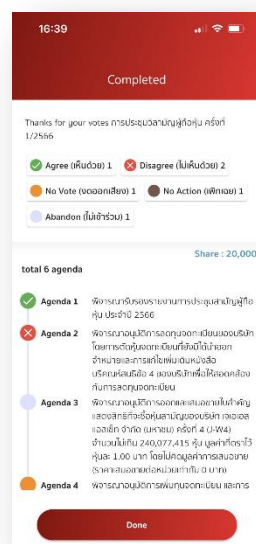 16:39
Completed
Thanks for your votes การประชุมวิสามัญผู้ถือหุ้น ครั้งที่
1/2566
Agree (เห็นด้วย) 1
Disagree (ไม่เห็นด้วย) 2
No Vote (งดออกเสียง) 1
No Action (เพิกเฉย) 1
Abandon (ไม่เข้าร่วม) 1
Share : 20,000
total 6 agenda
Agenda 1 พิจารณารับรองรายงานการประชุมสามัญผู้ถือ
หุ้น ประจำปี 2566
Agenda 2 พิจารณาอนุมัติการลดทุนจดทะเบียนของบริษัท
โดยการตัดหุ้นจดทะเบียนที่ยังมิได้นำออก
จำหน่ายและการแก้ไขเพิ่มเติมหนังสือ
บริคณห์สนธิข้อ 4 ของบริษัทเพื่อให้สอดคล้อง
กับการลดทุนจดทะเบียน
Agenda 3 พิจารณาอนุมัติการออกและเสนอขายใบสำคัญ
แสดงสิทธิที่จะซื้อหุ้นสามัญของบริษัท เจเอเอส
แอสเซ็ท จำกัด (มหาชน) ครั้งที่ 4 (J-W4)
จำนวนไม่เกิน 240,077,415 หุ้น มูลค่าที่ตราไว้
หุ้นละ 1.00 บาท โดยไม่คิดมูลค่าการเสนอขาย
(ราคาเสนอขายต่อหน่วยเท่ากับ 0 บาท)
Agenda 4 พิจารณาอนุมัติการเพิ่มทุนจดทะเบียน และการ
Done